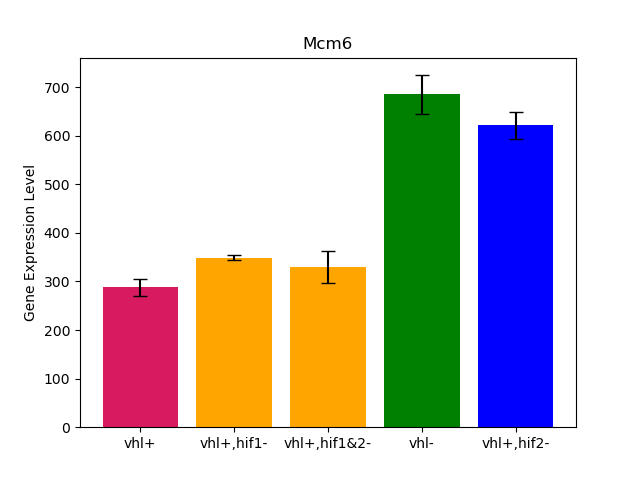 Mcm6
Gene Expression Level
700
600
500
400
300
200
100
0
vhl+
vhl+,hif1-
vhl+,hif1&2-
vhl-
vhl+,hif2-